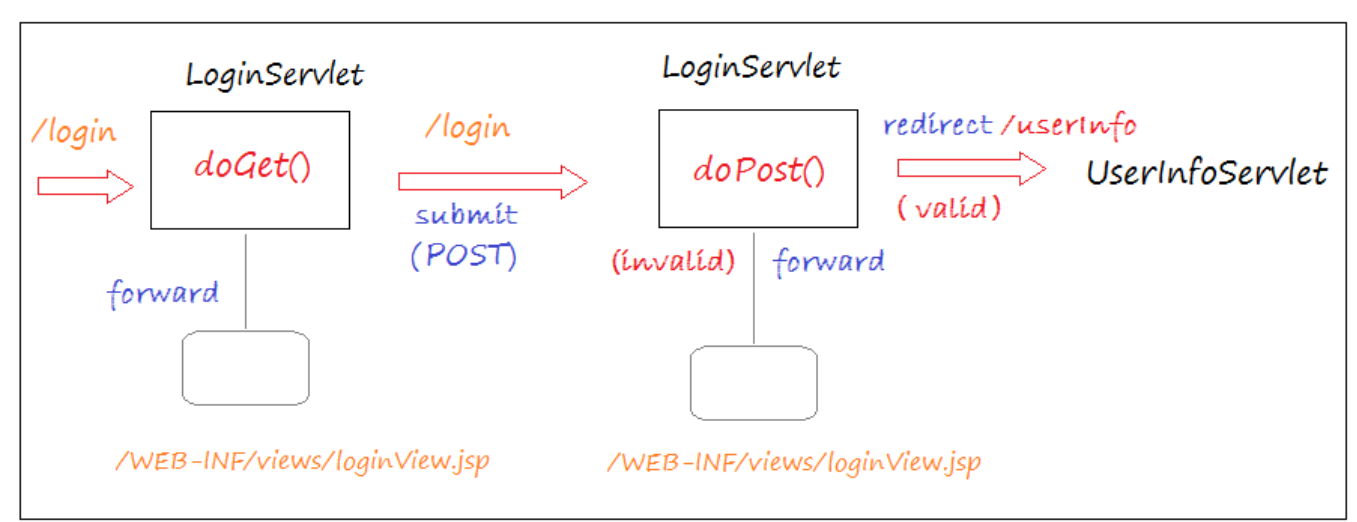 LoginServlet
/login
doGet()
forward
/WEB-INF/views/loginView.jsp
/login
submit
(POST)
LoginServlet
doPost()
(invalid) forward
/WEB-INF/views/loginView.jsp
redirect /userInfo
(valid)
UserInfoServlet